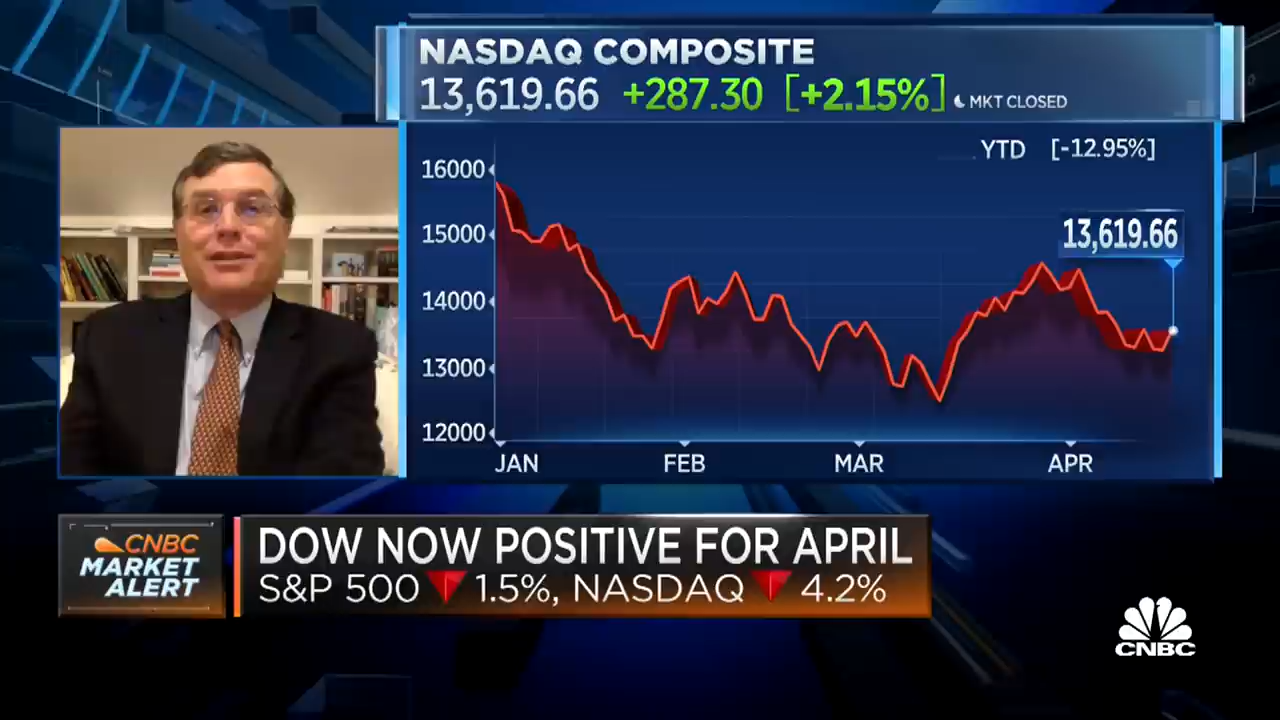 NASDAQ COMPOSITE
13,619.66 +287.30 [+2.15%] MKT CLOSED
YTD [-12.95%]
16000
15000
14000
13000
12000
13,619.66
JAN FEB MAR APR
CNBC
MARKET
ALERT
DOW NOW POSITIVE FOR APRIL
S&P 500 ▼ 1.5%, NASDAQ ▼ 4.2%
CNBC